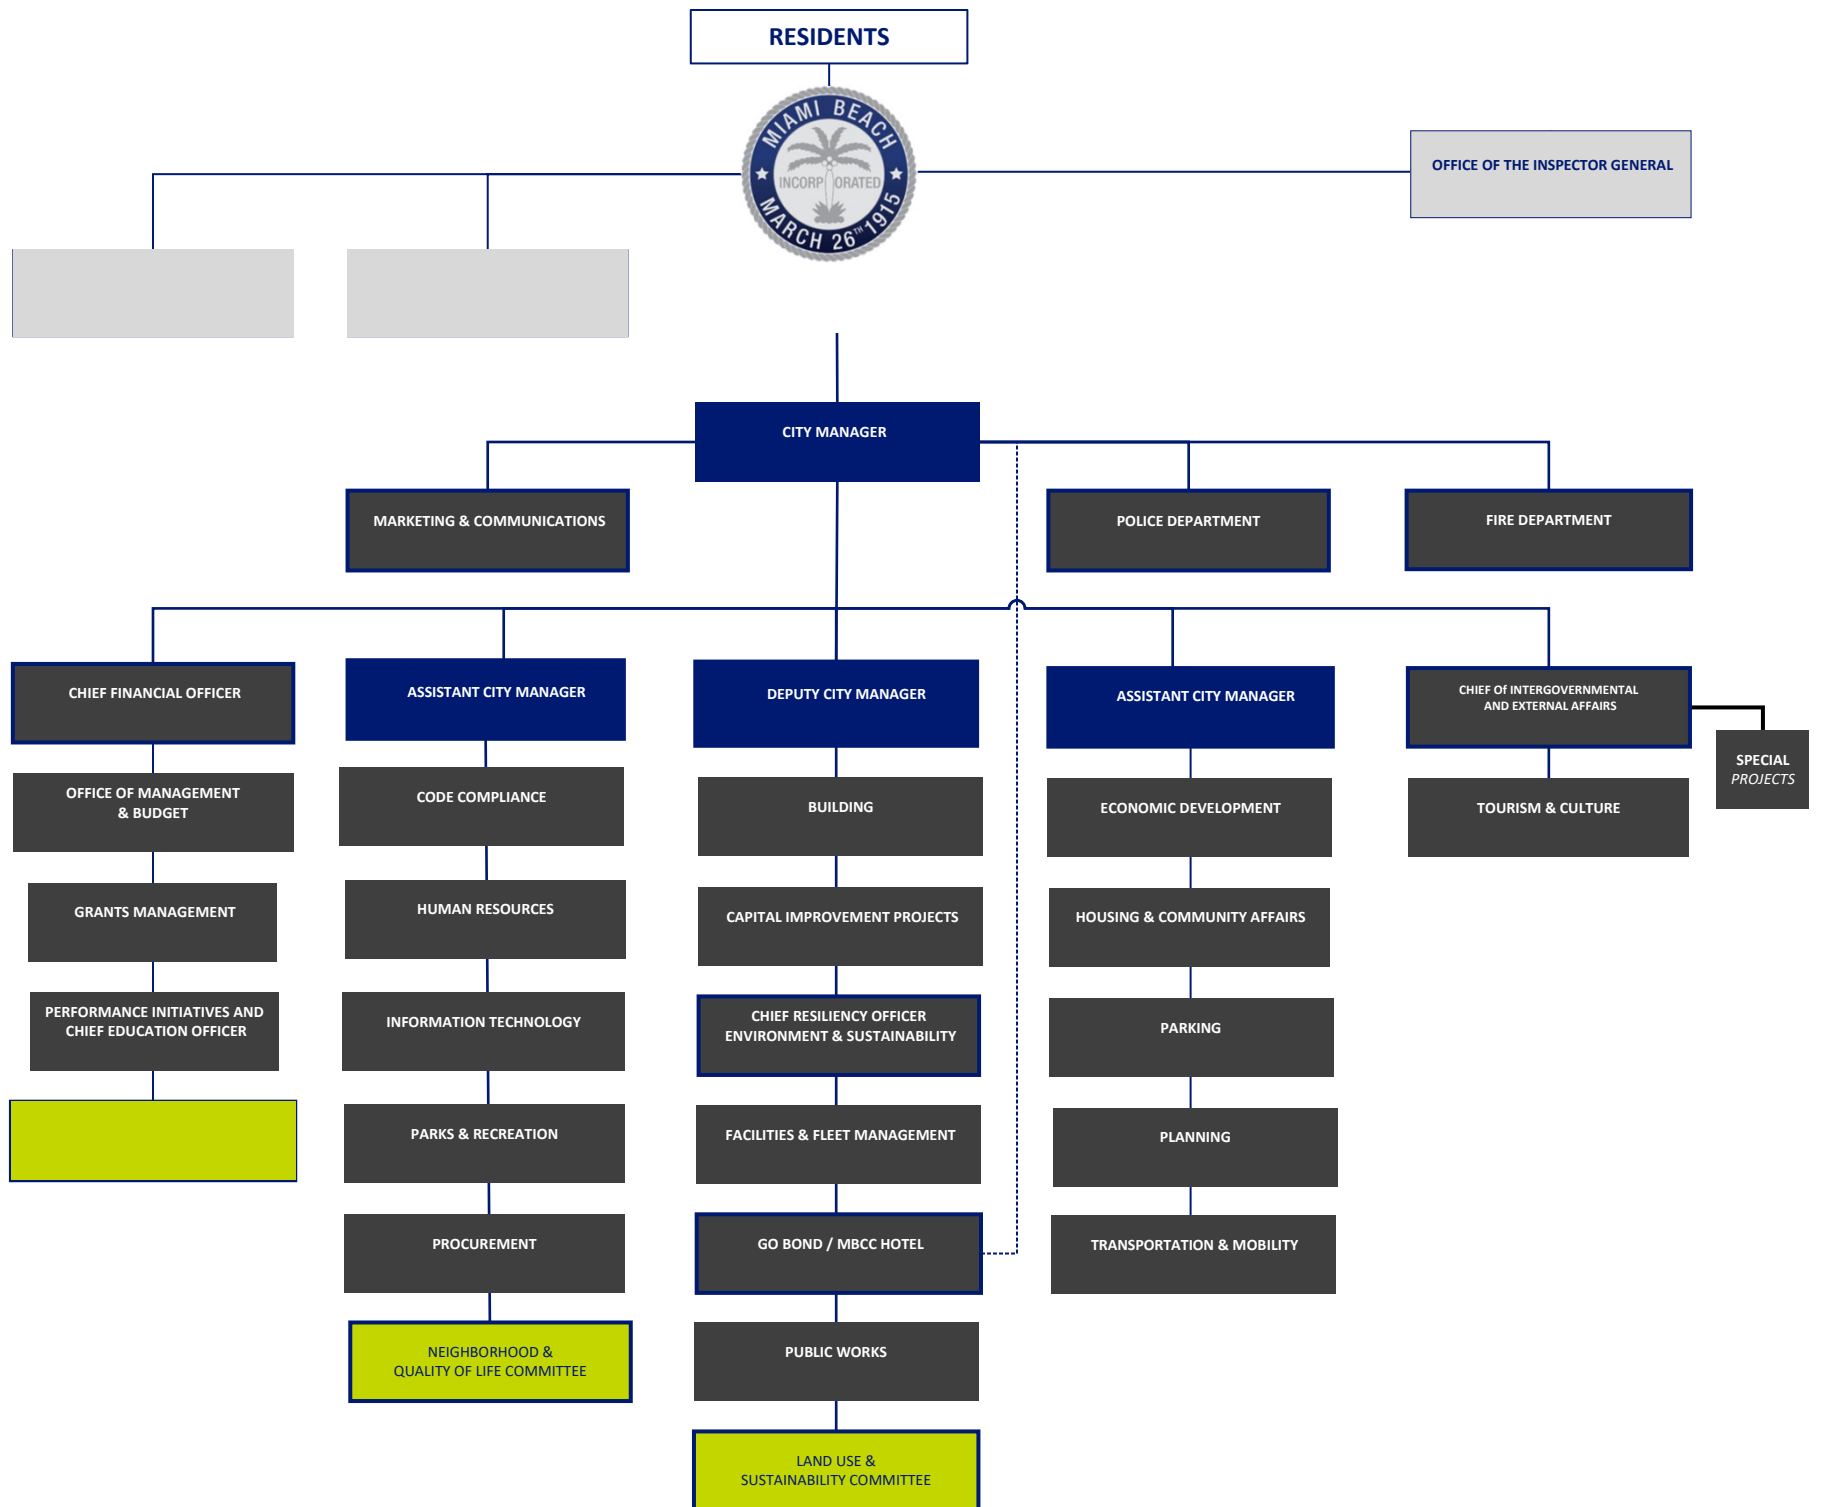 RESIDENTS
MIAMI BEACH
INCORPORATED
MARCH 26TH 1915
OFFICE OF THE INSPECTOR GENERAL
CITY MANAGER
MARKETING & COMMUNICATIONS
POLICE DEPARTMENT
FIRE DEPARTMENT
CHIEF FINANCIAL OFFICER
OFFICE OF MANAGEMENT
& BUDGET
GRANTS MANAGEMENT
PERFORMANCE INITIATIVES AND
CHIEF EDUCATION OFFICER
ASSISTANT CITY MANAGER
CODE COMPLIANCE
HUMAN RESOURCES
INFORMATION TECHNOLOGY
PARKS & RECREATION
PROCUREMENT
NEIGHBORHOOD &
QUALITY OF LIFE COMMITTEE
DEPUTY CITY MANAGER
BUILDING
CAPITAL IMPROVEMENT PROJECTS
CHIEF RESILIENCY OFFICER
ENVIRONMENT & SUSTAINABILITY
FACILITIES & FLEET MANAGEMENT
GO BOND / MBCC HOTEL
PUBLIC WORKS
LAND USE &
SUSTAINABILITY COMMITTEE
ASSISTANT CITY MANAGER
ECONOMIC DEVELOPMENT
HOUSING & COMMUNITY AFFAIRS
PARKING
PLANNING
TRANSPORTATION & MOBILITY
CHIEF Of INTERGOVERNMENTAL
AND EXTERNAL AFFAIRS
TOURISM & CULTURE
SPECIAL
PROJECTS